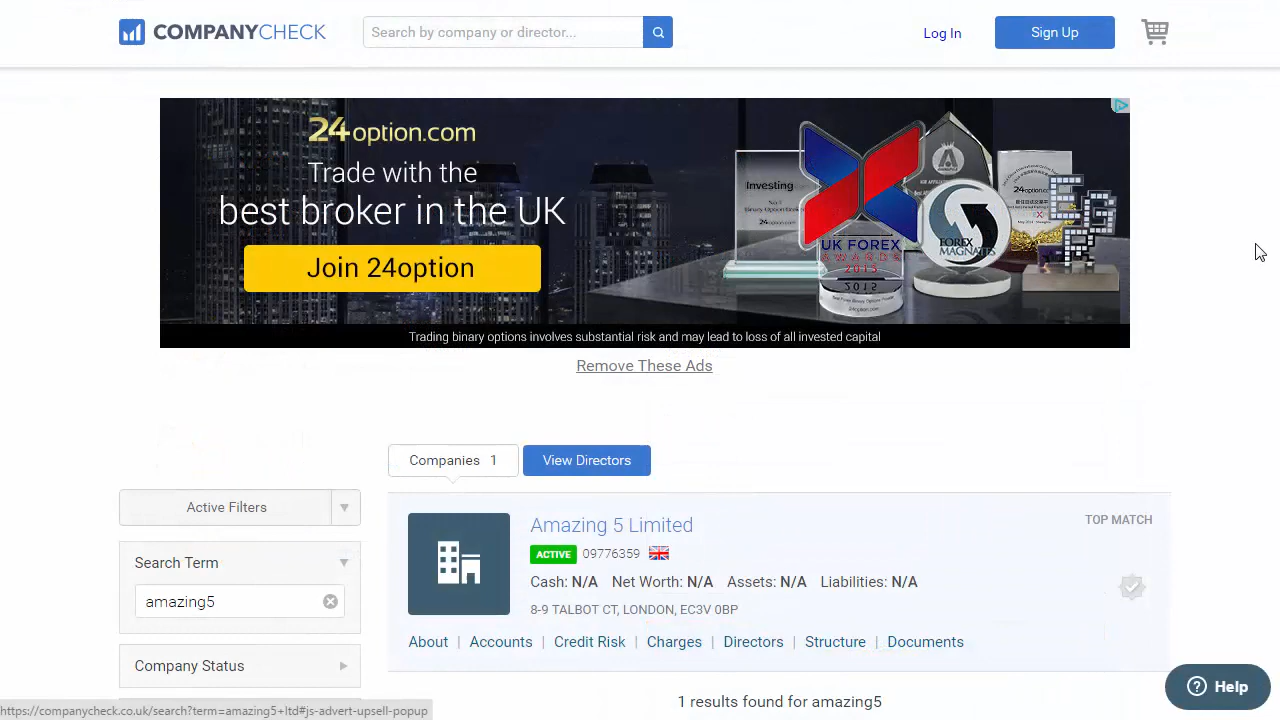 COMPANYCHECK
Search by company or director...
Log In
Sign Up
24option.com
Trade with the
best broker in the UK
Join 24option
Investing
24option.com
UK FOREX
AWARDS
2013
FOREX
MAGNATES
Trading binary options involves substantial risk and may lead to loss of all invested capital
Remove These Ads
Companies 1
View Directors
Active Filters
Amazing 5 Limited
TOP MATCH
ACTIVE 09776359
Search Term
Cash: N/A Net Worth: N/A Assets: N/A Liabilities: N/A
amazing5
8-9 TALBOT CT, LONDON, EC3V 0BP
About | Accounts | Credit Risk | Charges | Directors | Structure | Documents
Company Status
Help
1 results found for amazing5
https://companycheck.co.uk/search?term=amazing5+ltd#js-advert-upsell-popup